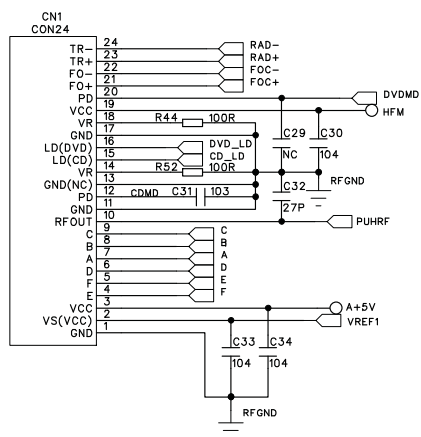 CN1
CON24
TR- 24 RAD-
TR+ 23 RAD+
FO- 22 FOC-
FO+ 21 FOC+
PD 20 DVDMD
VCC 19 HFM
VR 18 R44 100R
GND 17 C29 C30
LD(DVD) 16 DVD_LD NC 104
LD(CD) 15 CD_LD
VR 14 R52 100R
GND(NC) 13 C32 RFGND
PD 12 CDMD C31 103
GND 11 27P
RFOUT 10 PUHRF
C 9 C
B 8 B
A 7 A
D 6 D
F 5 E
E 4 F
VCC 3 A+5V
VS(VCC) 2 VREF1
GND 1 C33 C34
104 104
RFGND